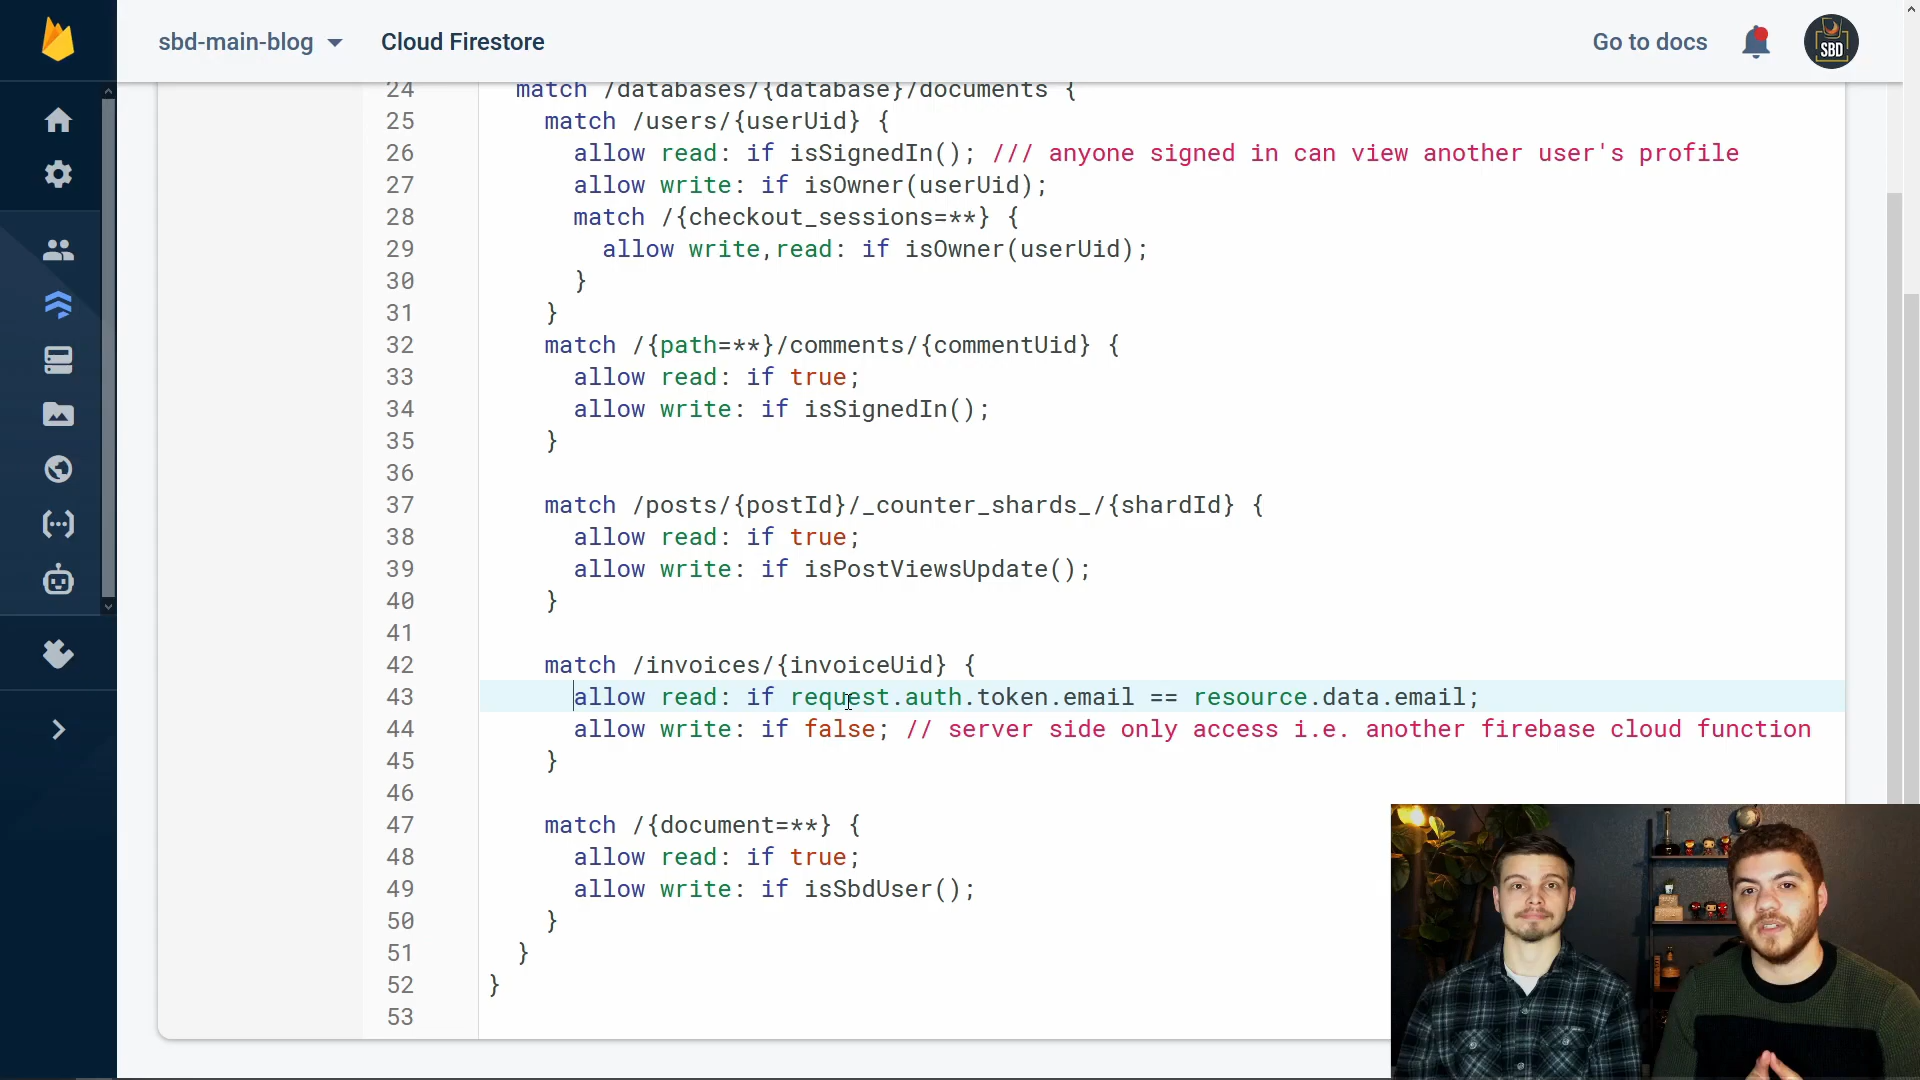 sbd-main-blog
Cloud Firestore
Go to docs
SBD
24 match /databases/{database}/documents {
25 match /users/{userUid} {
26 allow read: if isSignedIn(); /// anyone signed in can view another user's profile
27 allow write: if isOwner(userUid);
28 match /{checkout_sessions=**} {
29 allow write,read: if isOwner(userUid);
30 }
31 }
32 match /{path=**}/comments/{commentUid} {
33 allow read: if true;
34 allow write: if isSignedIn();
35 }
36
37 match /posts/{postId}/_counter_shards_/{shardId} {
38 allow read: if true;
39 allow write: if isPostViewsUpdate();
40 }
41
42 match /invoices/{invoiceUid} {
43 allow read: if request.auth.token.email == resource.data.email;
44 allow write: if false; // server side only access i.e. another firebase cloud function
45 }
46
47 match /{document=**} {
48 allow read: if true;
49 allow write: if isSbdUser();
50 }
51 }
52 }
53